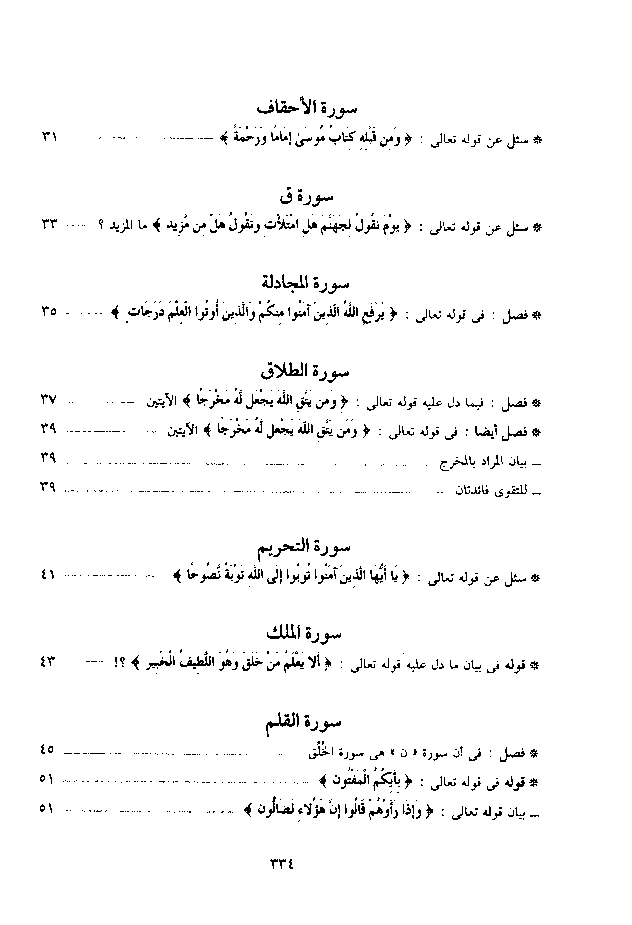 سورة الأحقاف
* سئل عن قوله تعالى : ﴿ وَمِن قَبْلِهِ كِتَابُ مُوسَىٰ إِمَامًا وَرَحْمَةً ﴾ ٣١
سورة ق
* سئل عن قوله تعالى : ﴿ يَوْمَ نَقُولُ لِجَهَنَّمَ هَلِ امْتَلَأْتِ وَتَقُولُ هَلْ مِن مَّزِيد ﴾ ما المزيد ؟ ٣٣
سورة المجادلة
* فصل : فى قوله تعالى : ﴿ يَرْفَعِ اللَّهُ الَّذِينَ آمَنُوا مِنكُمْ وَالَّذِينَ أُوتُوا الْعِلْمَ دَرَجَات ﴾ ٣٥
سورة الطلاق
* فصل : فيما دل عليه قوله تعالى : ﴿ وَمَن يَتَّقِ اللَّهَ يَجْعَل لَّهُ مَخْرَجًا ﴾ الآيتين ٣٧
* فصل أيضا : فى قوله تعالى : ﴿ وَمَن يَتَّقِ اللَّهَ يَجْعَل لَّهُ مَخْرَجًا ﴾ الآيتين ٣٩
ــ بيان المراد بالمخرج ٣٩
ــ للتقوى فائدتان ٣٩
سورة التحريم
* سئل عن قوله تعالى : ﴿ يَا أَيُّهَا الَّذِينَ آمَنُوا تُوبُوا إِلَى اللَّهِ تَوْبَةً نَّصُوحًا ﴾ ٤١
سورة الملك
* قوله فى بيان ما دل عليه قوله تعالى : ﴿ أَلا يَعْلَمُ مَنْ خَلَقَ وَهُوَ اللَّطِيفُ الْخَبِير ﴾ ؟! ٤٣
سورة القلم
* فصل : فى أن سورة « ن » هى سورة الخُلُق ٤٥
* قوله فى قوله تعالى : ﴿ بِأَيِّكُمُ الْمَفْتُون ﴾ ٥١
ــ بيان قوله تعالى : ﴿ وَإِذَا رَأَوْهُمْ قَالُوا إِنَّ هَؤُلاءِ لَضَالُّون ﴾ ٥١
٣٣٤